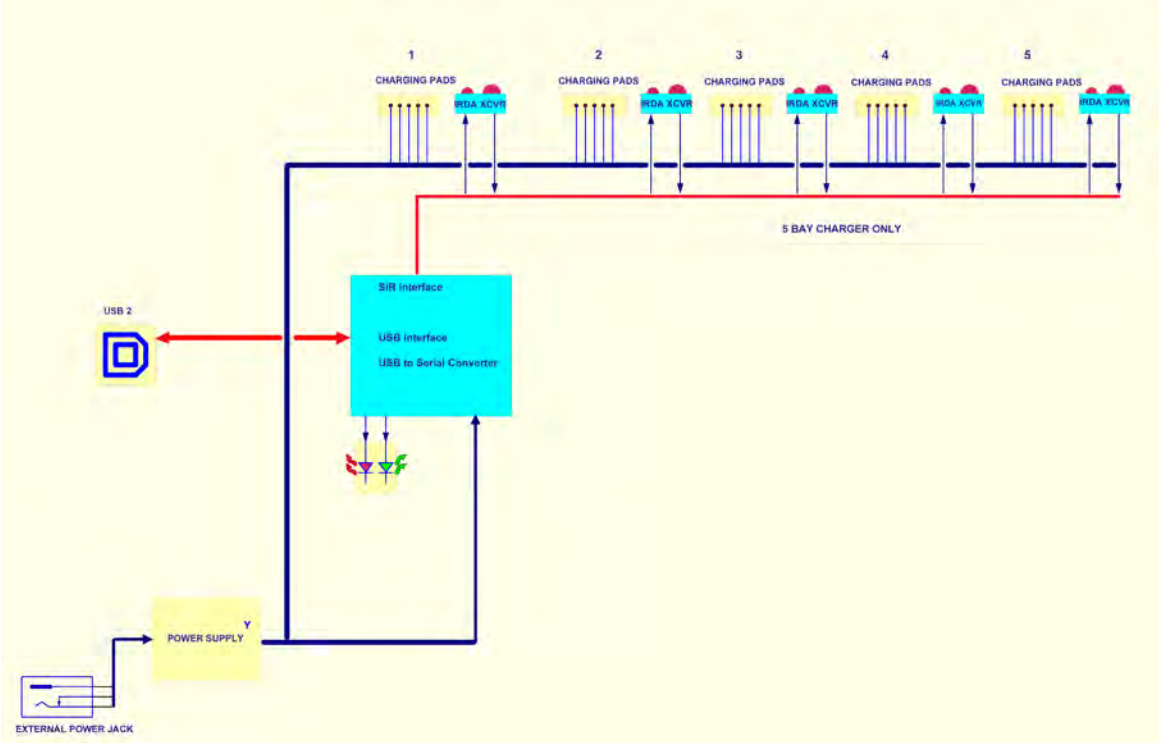 1 2 3 4 5
CHARGING PADS CHARGING PADS CHARGING PADS CHARGING PADS CHARGING PADS
IRDA XCVR IRDA XCVR IRDA XCVR IRDA XCVR IRDA XCVR
5 BAY CHARGER ONLY
SIR interface
USB 2
USB interface
USB to Serial Converter
Y
POWER SUPPLY
EXTERNAL POWER JACK